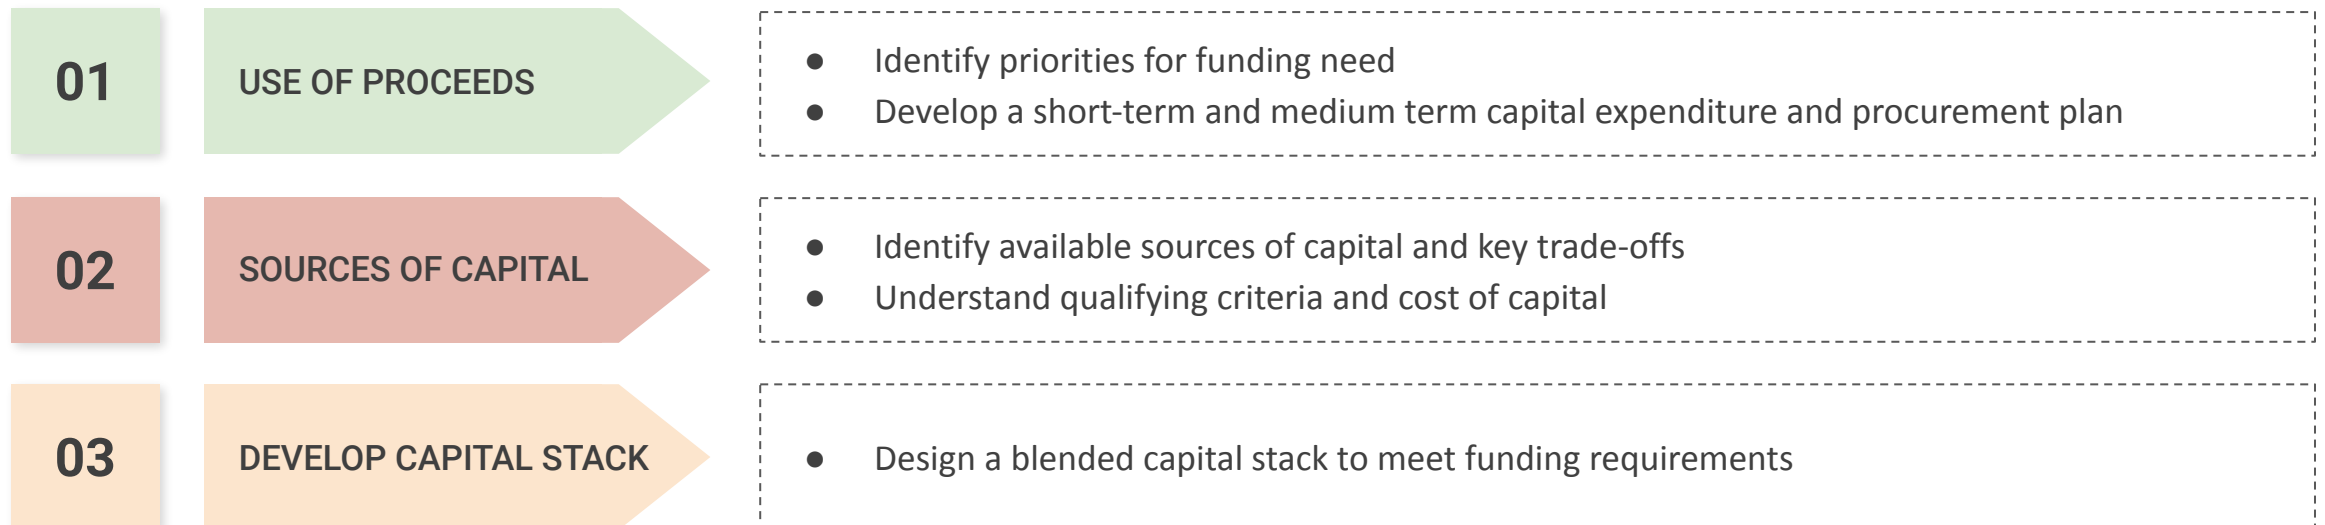 01
USE OF PROCEEDS
● Identify priorities for funding need
● Develop a short-term and medium term capital expenditure and procurement plan
02
SOURCES OF CAPITAL
● Identify available sources of capital and key trade-offs
● Understand qualifying criteria and cost of capital
03
DEVELOP CAPITAL STACK
● Design a blended capital stack to meet funding requirements